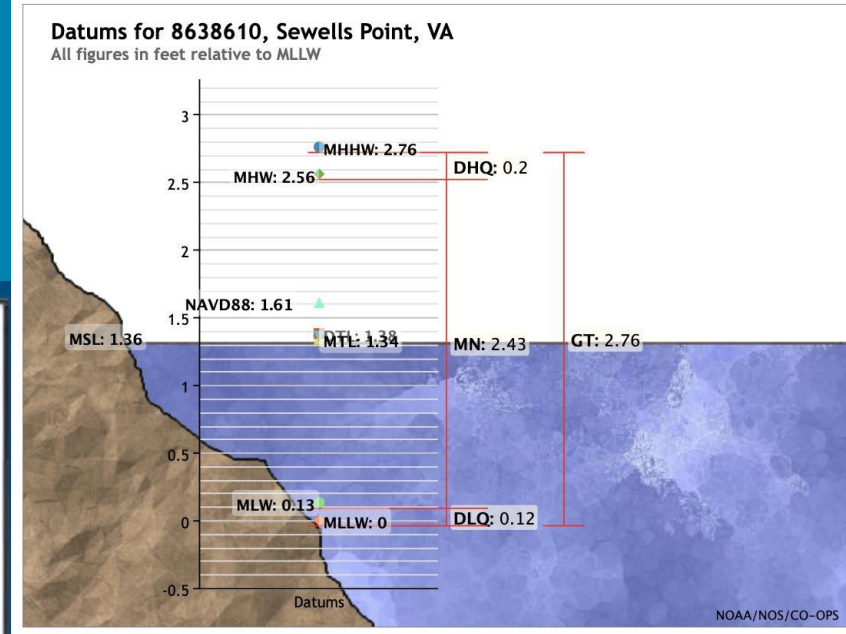 Datums for 8638610, Sewells Point, VA
All figures in feet relative to MLLW
3
MHHW: 2.76
DHQ: 0.2
MHW: 2.56
2.5
2
NAVD88: 1.61
1.5
DTL: 1.38
MSL: 1.36
MTL: 1.34
MN: 2.43
GT: 2.76
1
0.5
MLW: 0.13
0
MLLW: 0
DLQ: 0.12
-0.5
Datums
NOAA/NOS/CO-OPS